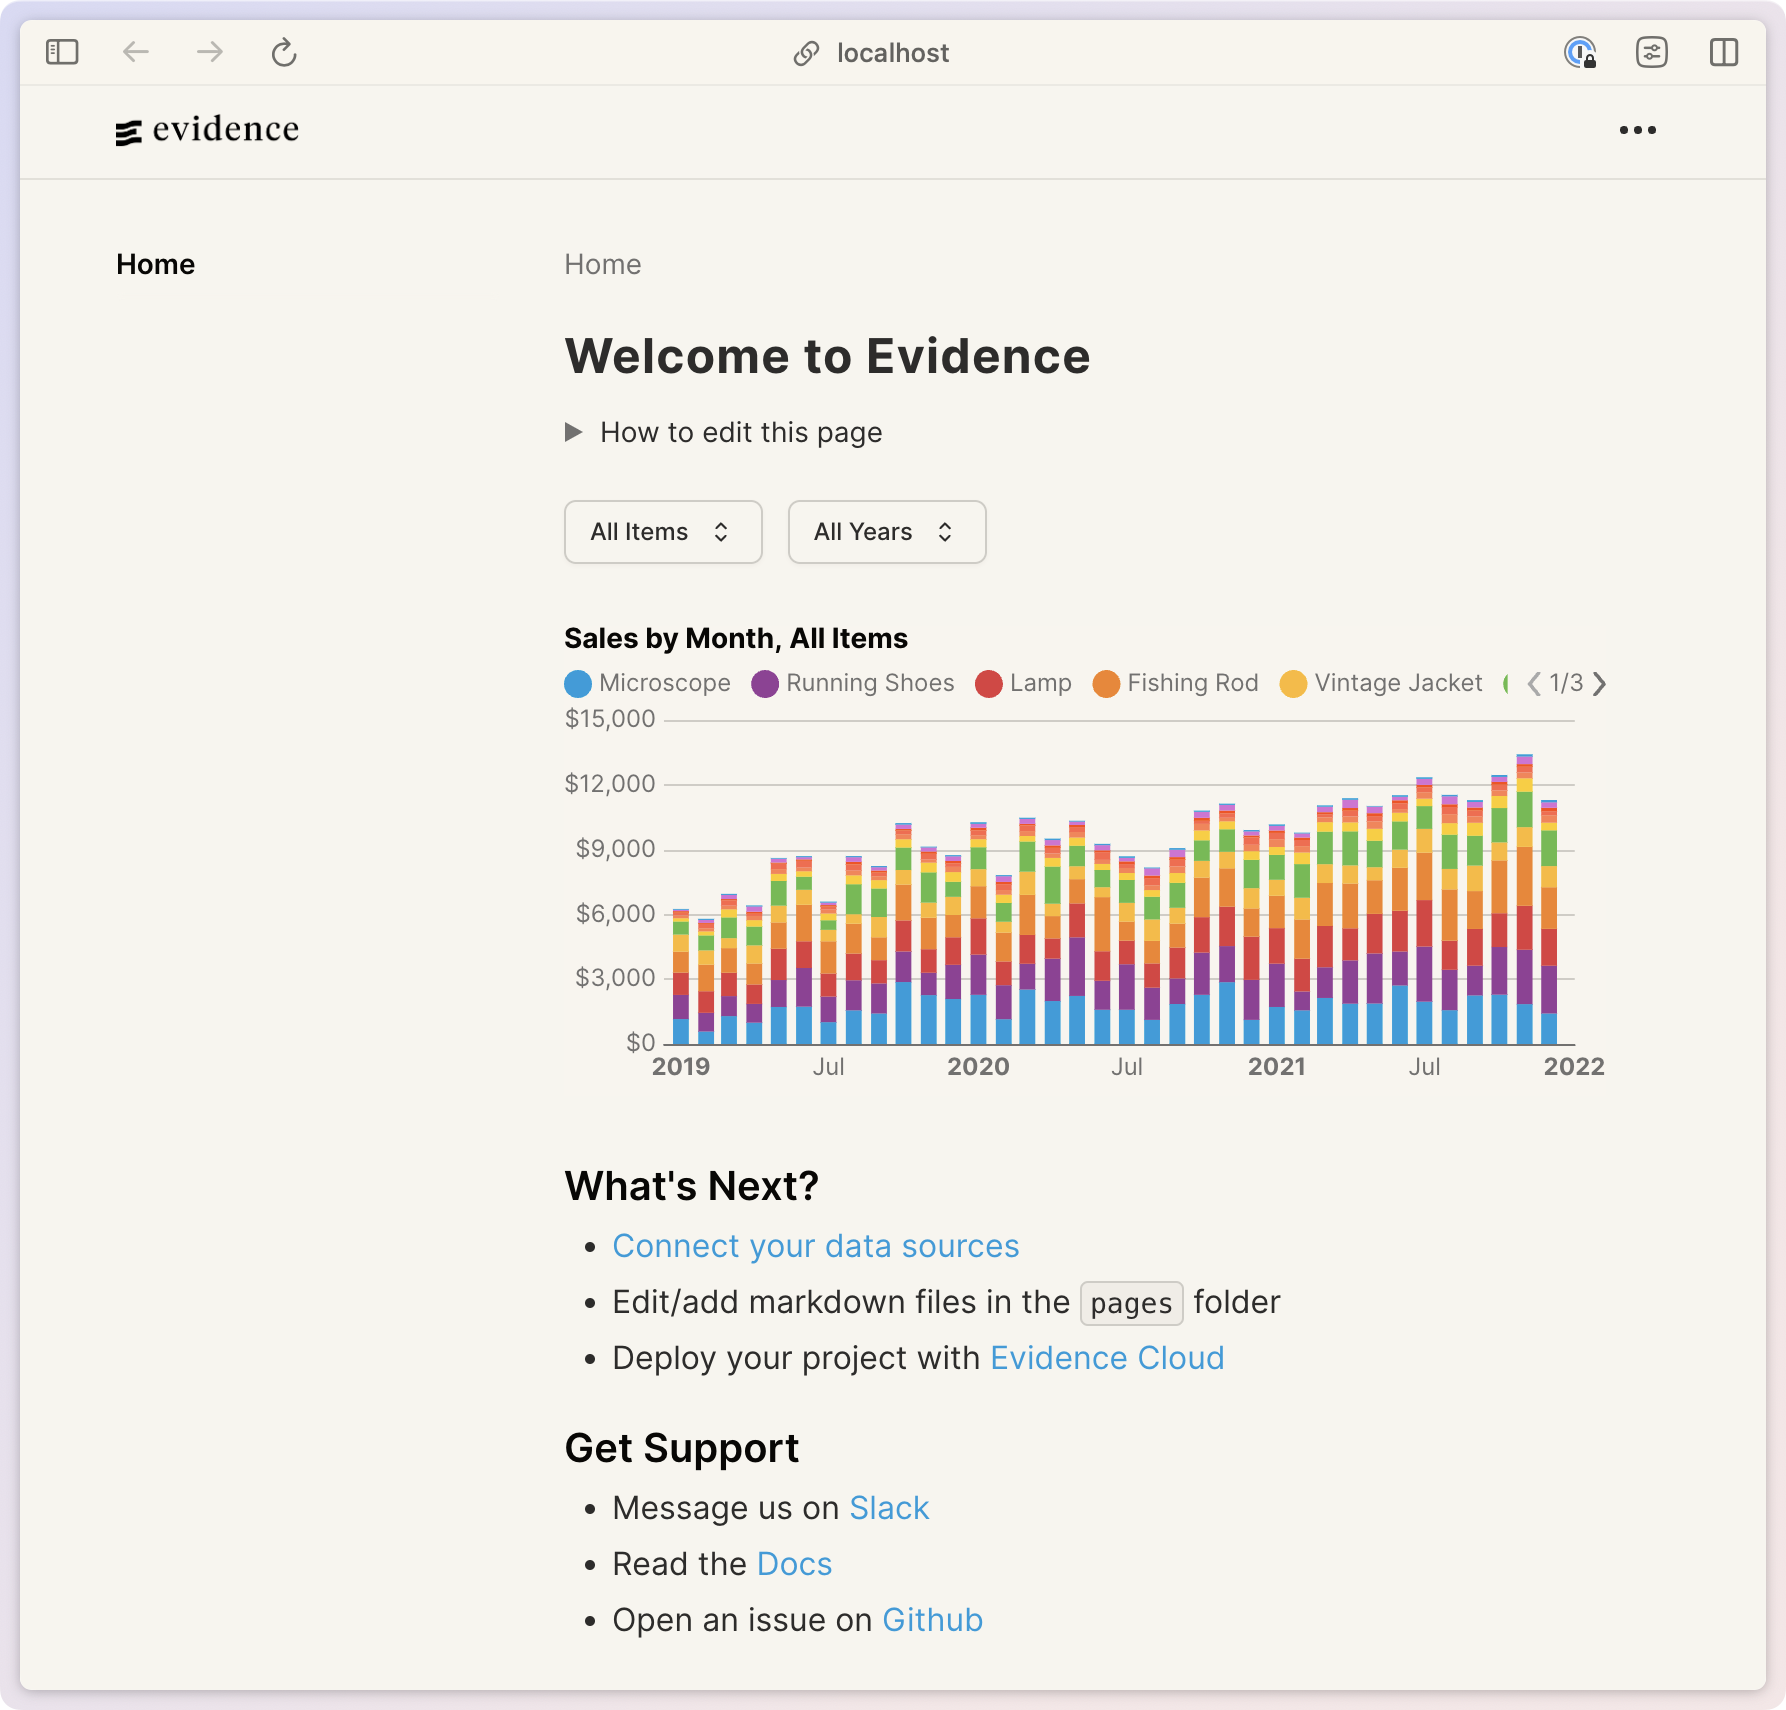 localhost
evidence
Home
Home
Welcome to Evidence
How to edit this page
All Items
All Years
Sales by Month, All Items
Microscope Running Shoes Lamp Fishing Rod Vintage Jacket 1/3
$15,000
$12,000
$9,000
$6,000
$3,000
$0
2019 Jul 2020 Jul 2021 Jul 2022
What's Next?
• Connect your data sources
• Edit/add markdown files in the pages folder
• Deploy your project with Evidence Cloud
Get Support
• Message us on Slack
• Read the Docs
• Open an issue on Github